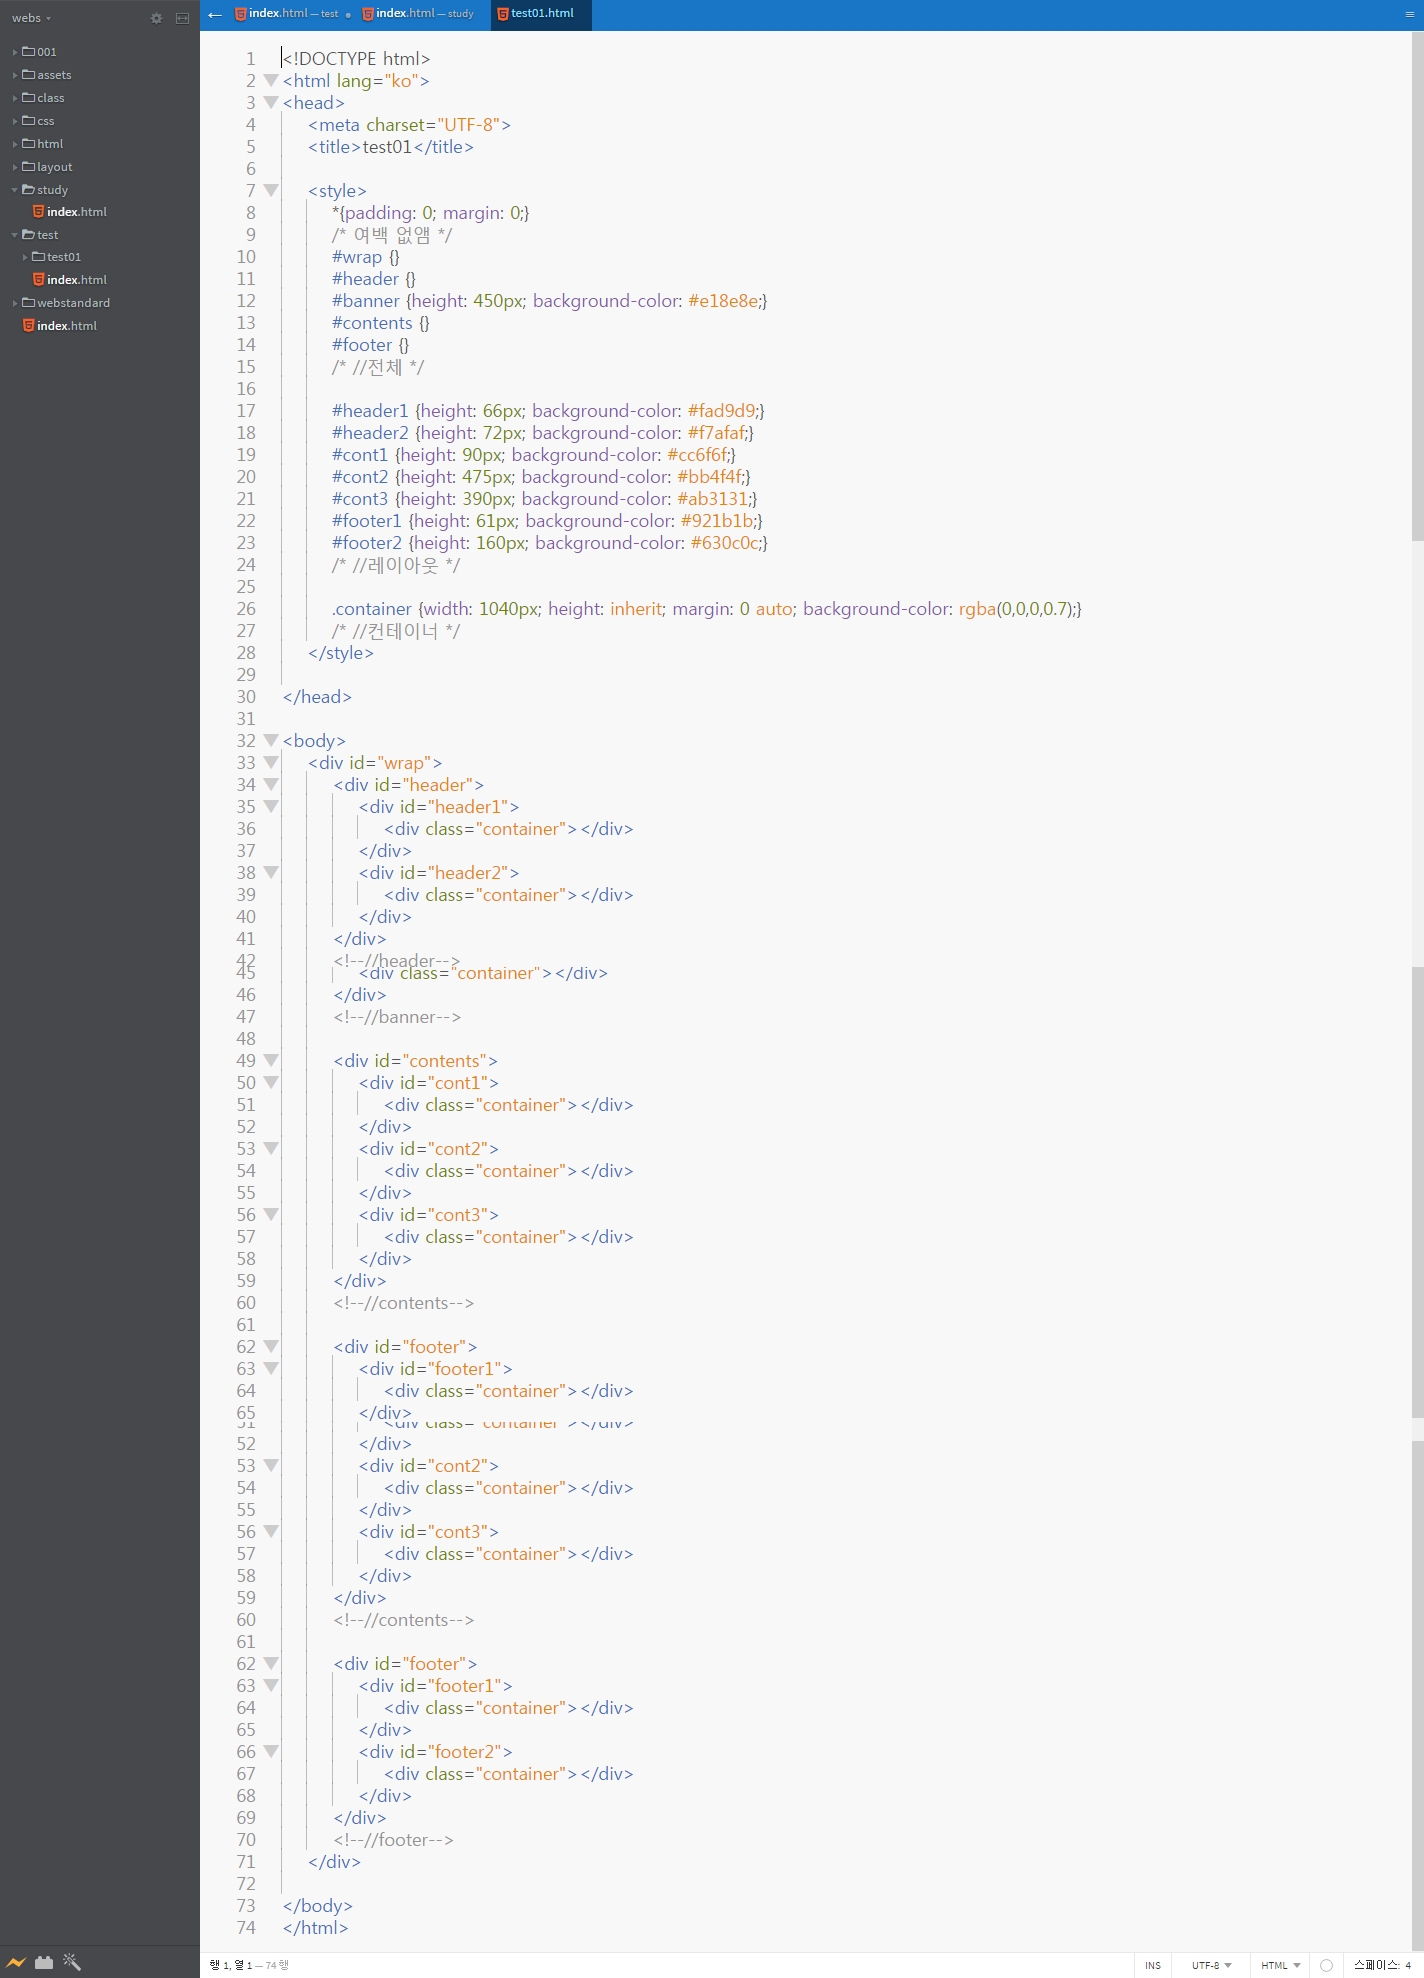 webs
001
assets
class
css
html
layout
study
index.html
test
test01
index.html
webstandard
index.html
index.html — test
index.html — study
test01.html
1 <!DOCTYPE html>
2 <html lang="ko">
3 <head>
4 <meta charset="UTF-8">
5 <title>test01</title>
6
7 <style>
8 *{padding: 0; margin: 0;}
9 /* 여백 없앰 */
10 #wrap {}
11 #header {}
12 #banner {height: 450px; background-color: #e18e8e;}
13 #contents {}
14 #footer {}
15 /* //전체 */
16
17 #header1 {height: 66px; background-color: #fad9d9;}
18 #header2 {height: 72px; background-color: #f7afaf;}
19 #cont1 {height: 90px; background-color: #cc6f6f;}
20 #cont2 {height: 475px; background-color: #bb4f4f;}
21 #cont3 {height: 390px; background-color: #ab3131;}
22 #footer1 {height: 61px; background-color: #921b1b;}
23 #footer2 {height: 160px; background-color: #630c0c;}
24 /* //레이아웃 */
25
26 .container {width: 1040px; height: inherit; margin: 0 auto; background-color: rgba(0,0,0,0.7);}
27 /* //컨테이너 */
28 </style>
29
30 </head>
31
32 <body>
33 <div id="wrap">
34 <div id="header">
35 <div id="header1">
36 <div class="container"></div>
37 </div>
38 <div id="header2">
39 <div class="container"></div>
40 </div>
41 </div>
42 <!--//header-->
45 <div class="container"></div>
46 </div>
47 <!--//banner-->
48
49 <div id="contents">
50 <div id="cont1">
51 <div class="container"></div>
52 </div>
53 <div id="cont2">
54 <div class="container"></div>
55 </div>
56 <div id="cont3">
57 <div class="container"></div>
58 </div>
59 </div>
60 <!--//contents-->
61
62 <div id="footer">
63 <div id="footer1">
64 <div class="container"></div>
65 </div>
51 <div class="container"></div>
52 </div>
53 <div id="cont2">
54 <div class="container"></div>
55 </div>
56 <div id="cont3">
57 <div class="container"></div>
58 </div>
59 </div>
60 <!--//contents-->
61
62 <div id="footer">
63 <div id="footer1">
64 <div class="container"></div>
65 </div>
66 <div id="footer2">
67 <div class="container"></div>
68 </div>
69 </div>
70 <!--//footer-->
71 </div>
72
73 </body>
74 </html>
행 1, 열 1 — 74 행
INS UTF-8 HTML 스페이스: 4